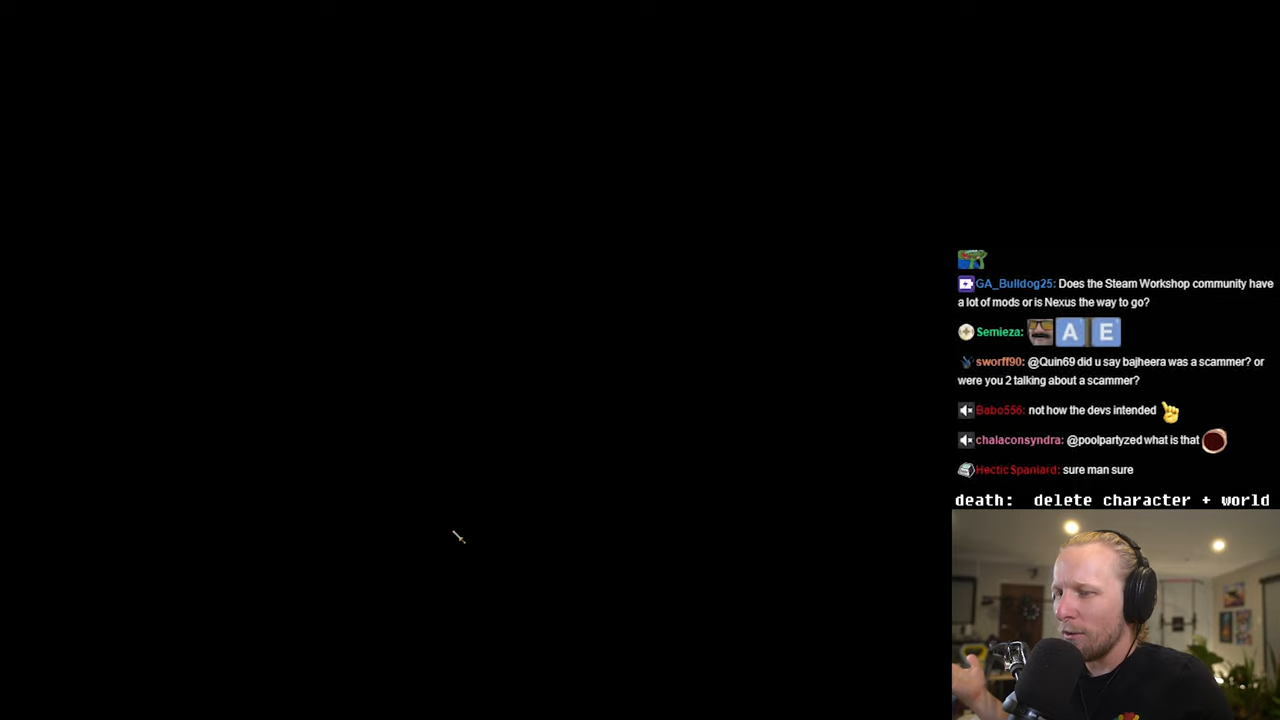 GA_Bulldog25: Does the Steam Workshop community have
a lot of mods or is Nexus the way to go?
Semieza: A E
sworff90: @Quin69 did u say bajheera was a scammer? or
were you 2 talking about a scammer?
Babo556: not how the devs intended
chalaconsyndra: @poolpartyzed what is that
HecticSpaniard: sure man sure
death: delete character + world